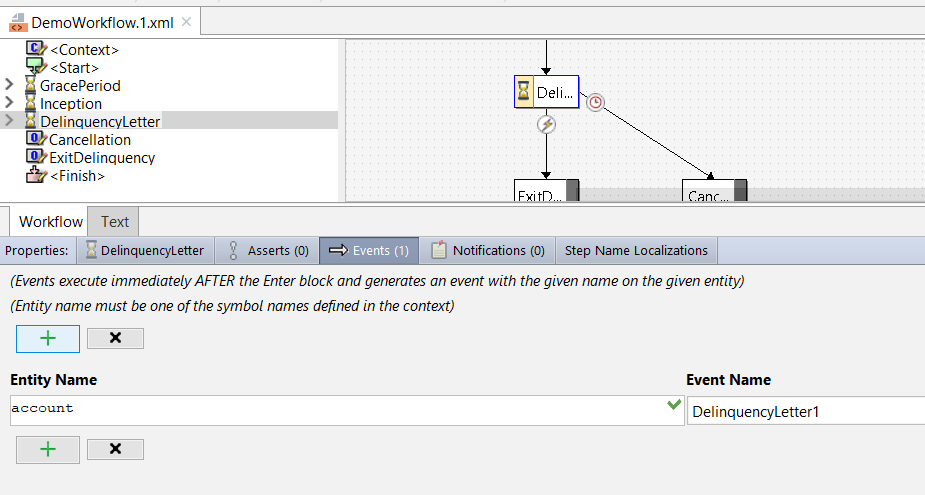 DemoWorkflow.1.xml
<Context>
<Start>
GracePeriod
Inception
DelinquencyLetter
Cancellation
ExitDelinquency
<Finish>
Deli...
ExitD...
Canc...
Workflow Text
Properties: DelinquencyLetter Asserts (0) Events (1) Notifications (0) Step Name Localizations
(Events execute immediately AFTER the Enter block and generates an event with the given name on the given entity)
(Entity name must be one of the symbol names defined in the context)
Entity Name Event Name
account DelinquencyLetter1